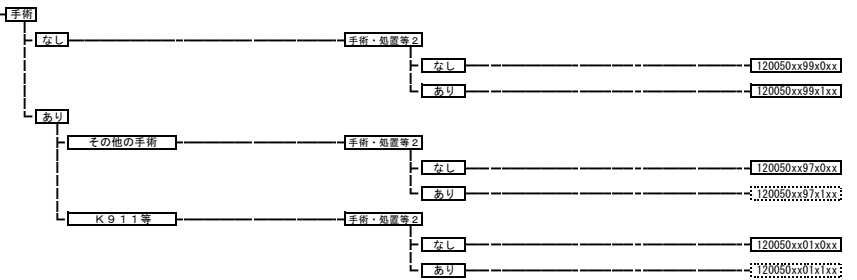 手術
なし 手術・処置等2
なし 120050xx99x0xx
あり 120050xx99x1xx
あり
その他の手術 手術・処置等2
なし 120050xx97x0xx
あり 120050xx97x1xx
K911等 手術・処置等2
なし 120050xx01x0xx
あり 120050xx01x1xx